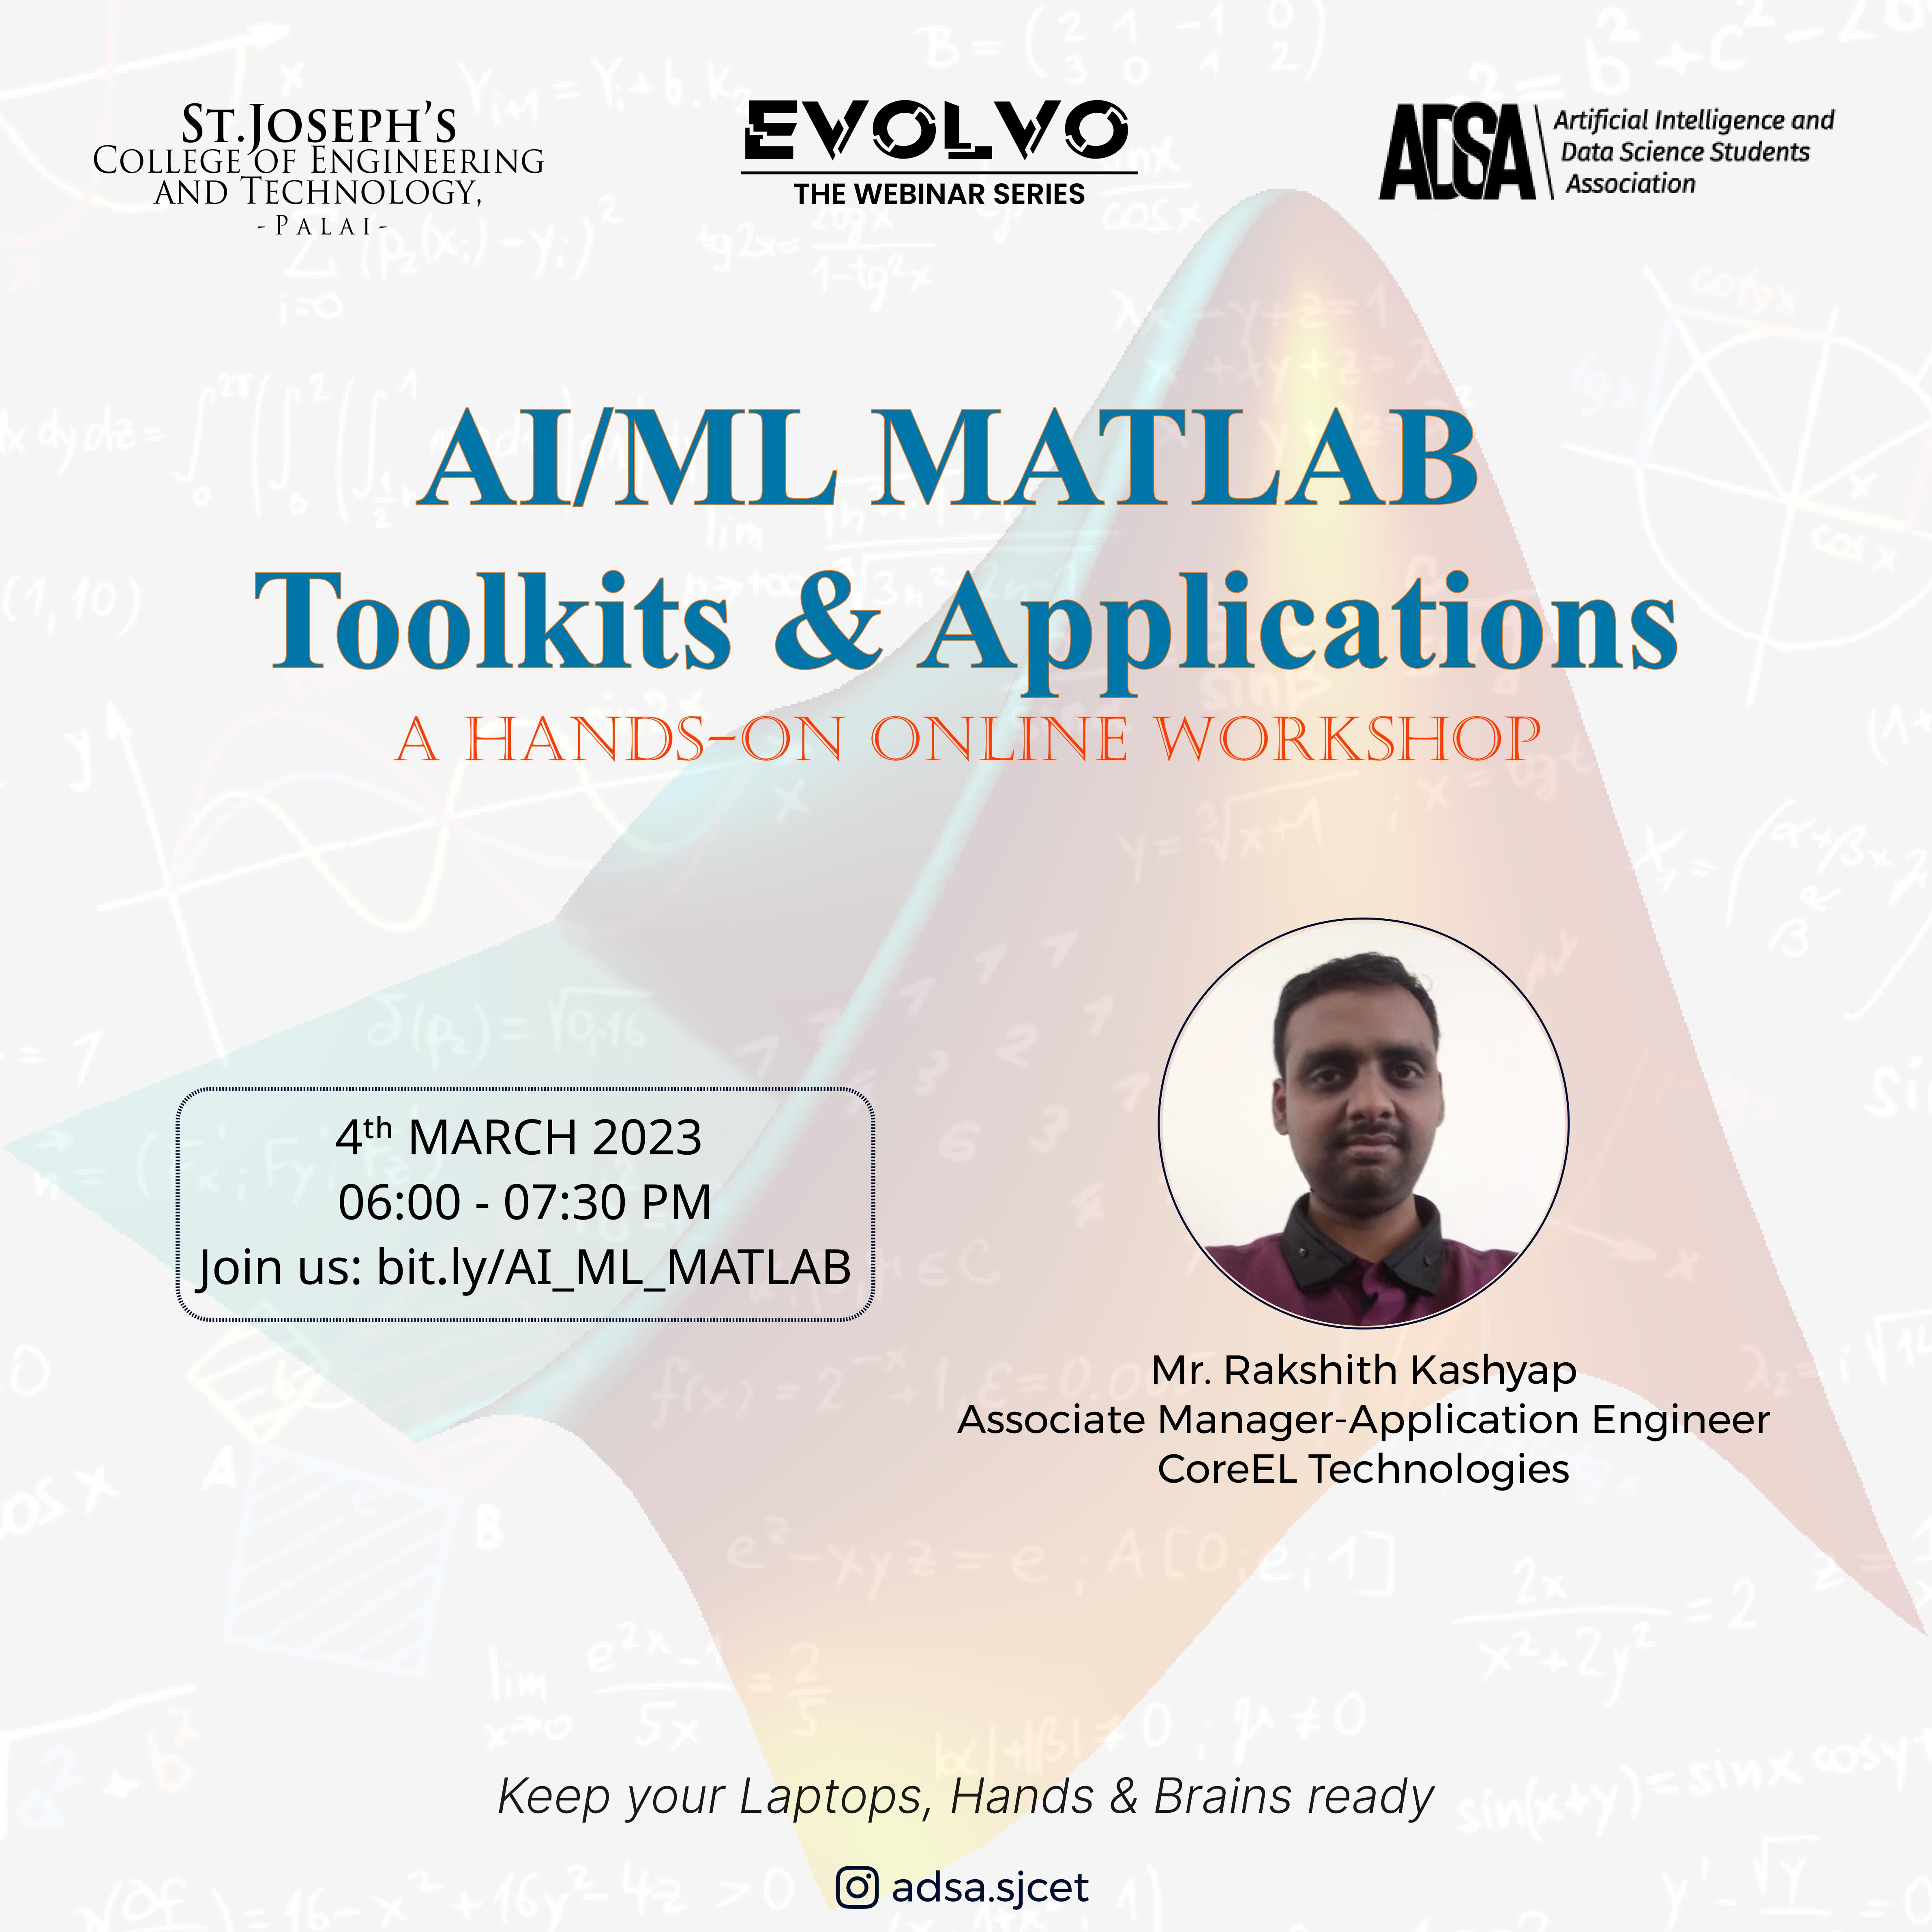 ST.JOSEPH'S
COLLEGE OF ENGINEERING
AND TECHNOLOGY,
-PALAI-
EVOLVO
THE WEBINAR SERIES
ADSA
Artificial Intelligence and
Data Science Students
Association
AI/ML MATLAB
Toolkits & Applications
A HANDS-ON ONLINE WORKSHOP
4th MARCH 2023
06:00 - 07:30 PM
Join us: bit.ly/AI_ML_MATLAB
Mr. Rakshith Kashyap
Associate Manager-Application Engineer
CoreEL Technologies
Keep your Laptops, Hands & Brains ready
adsa.sjcet